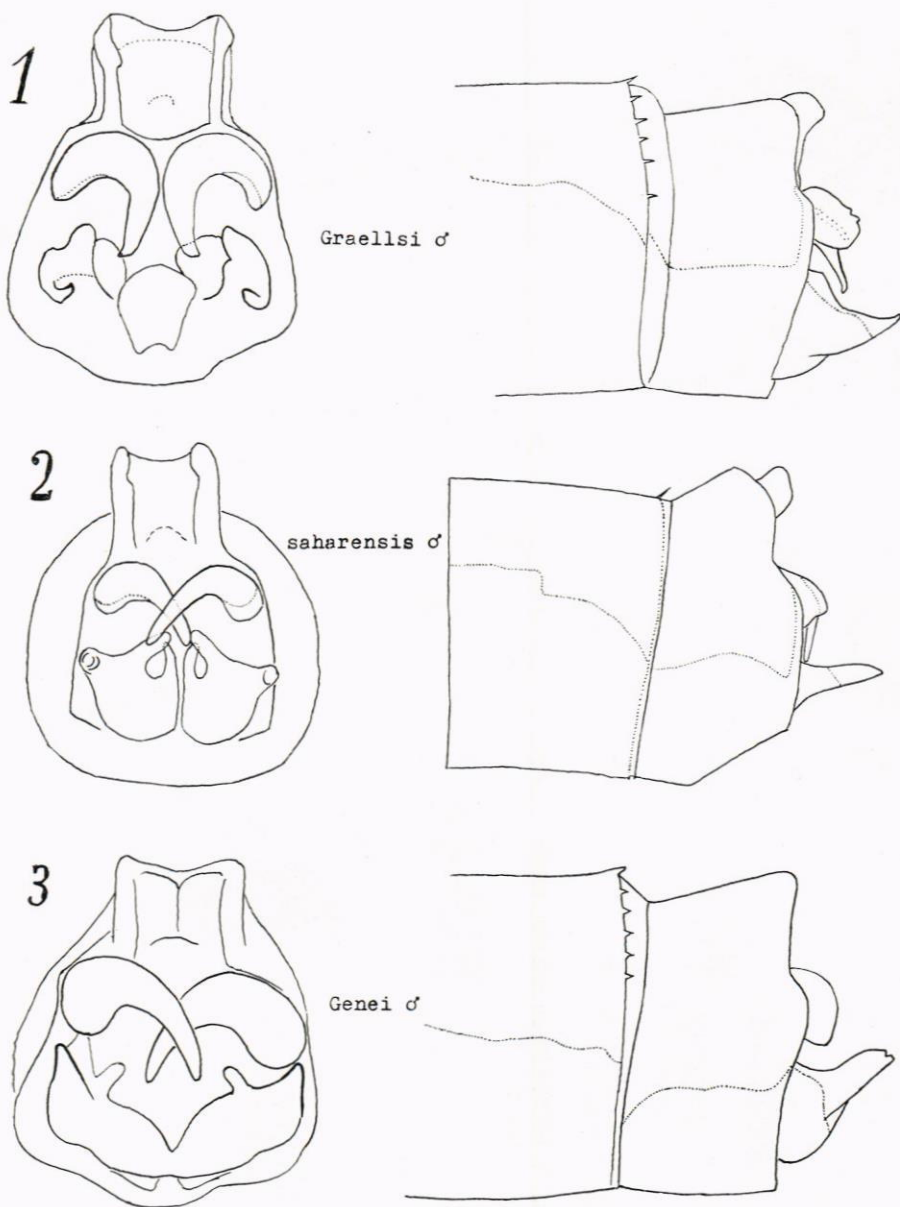 1
Graellsi ♂
2
saharensis ♂
3
Genei ♂